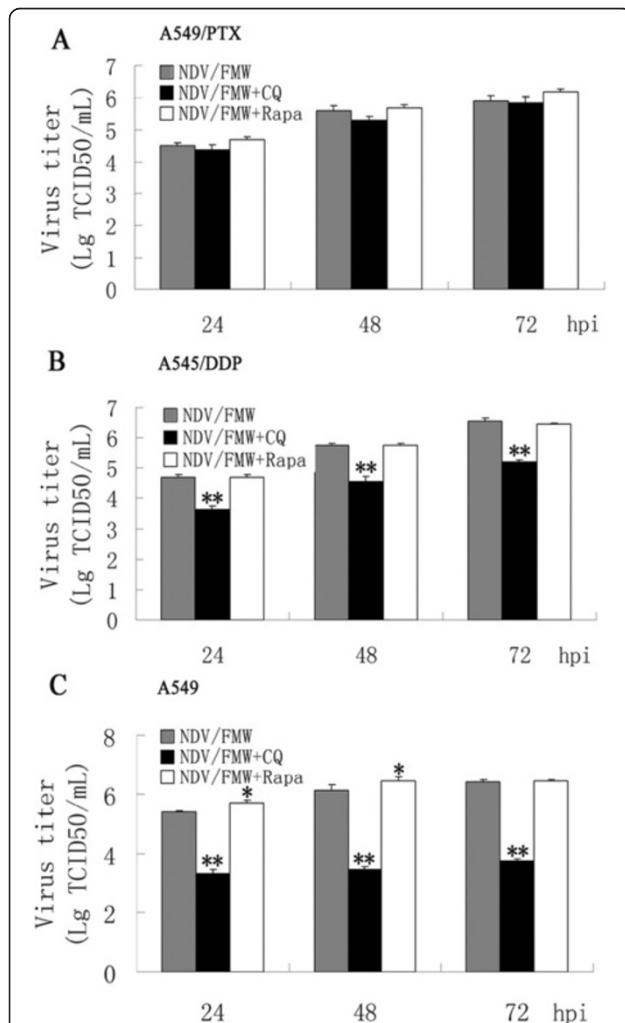 A
A549/PTX
NDV/FMW
NDV/FMW+CQ
NDV/FMW+Rapa
Virus titer
(Lg TCID50/mL)
7
6
5
4
3
2
1
0
24
48
72
hpi
B
A545/DDP
NDV/FMW
NDV/FMW+CQ
NDV/FMW+Rapa
Virus titer
(Lg TCID50/mL)
7
6
5
4
3
2
1
0
**
**
**
24
48
72
hpi
C
A549
NDV/FMW
NDV/FMW+CQ
NDV/FMW+Rapa
Virus titer
(Lg TCID50/mL)
8
6
4
2
0
**
*
**
*
**
24
48
72
hpi